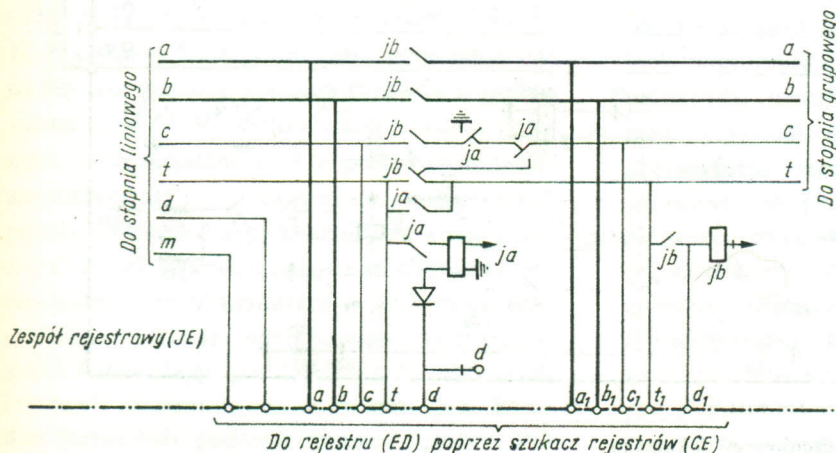 a jb a
b jb b
c jb ja ja c
t jb t
ja
d
m ja ja jb jb
Do stopnia liniowego
Do stopnia grupowego
Zespół rejestrowy (JE)
d
a b c t d a1 b1 c1 t1 d1
Do rejestru (ED) poprzez szukacz rejestrów (CE)